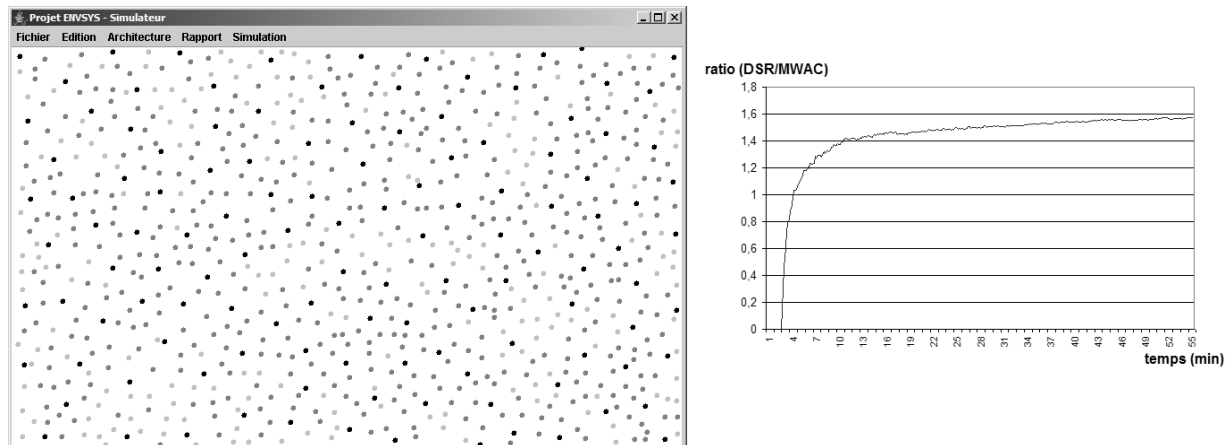 Projet ENVSYS - Simulateur
Fichier Edition Architecture Rapport Simulation
ratio (DSR/MWAC)
1,8
1,6
1,4
1,2
1
0,8
0,6
0,4
0,2
0
1 4 7 10 13 16 19 22 25 28 31 34 37 40 43 46 49 52 55
temps (min)